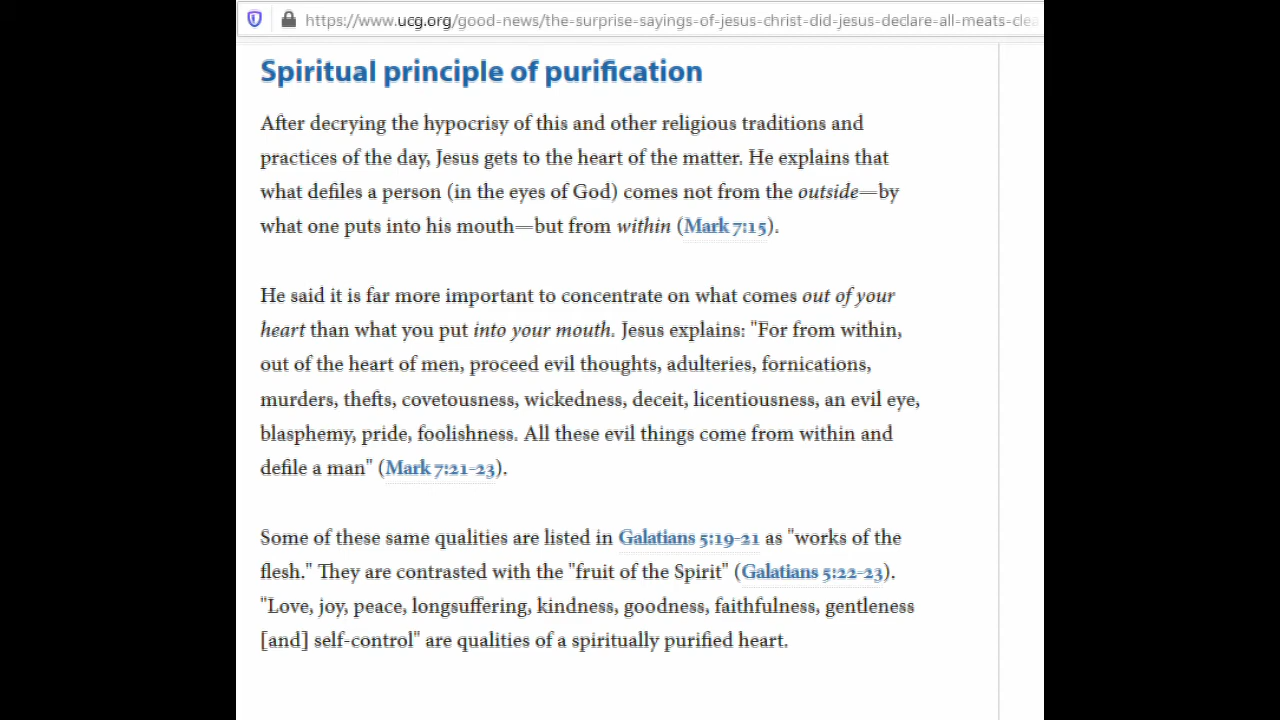 https://www.ucg.org/good-news/the-surprise-sayings-of-jesus-christ-did-jesus-declare-all-meats-clea
Spiritual principle of purification
After decrying the hypocrisy of this and other religious traditions and
practices of the day, Jesus gets to the heart of the matter. He explains that
what defiles a person (in the eyes of God) comes not from the outside—by
what one puts into his mouth—but from within (Mark 7:15).
He said it is far more important to concentrate on what comes out of your
heart than what you put into your mouth. Jesus explains: "For from within,
out of the heart of men, proceed evil thoughts, adulteries, fornications,
murders, thefts, covetousness, wickedness, deceit, licentiousness, an evil eye,
blasphemy, pride, foolishness. All these evil things come from within and
defile a man" (Mark 7:21-23).
Some of these same qualities are listed in Galatians 5:19-21 as "works of the
flesh." They are contrasted with the "fruit of the Spirit" (Galatians 5:22-23).
"Love, joy, peace, longsuffering, kindness, goodness, faithfulness, gentleness
[and] self-control" are qualities of a spiritually purified heart.